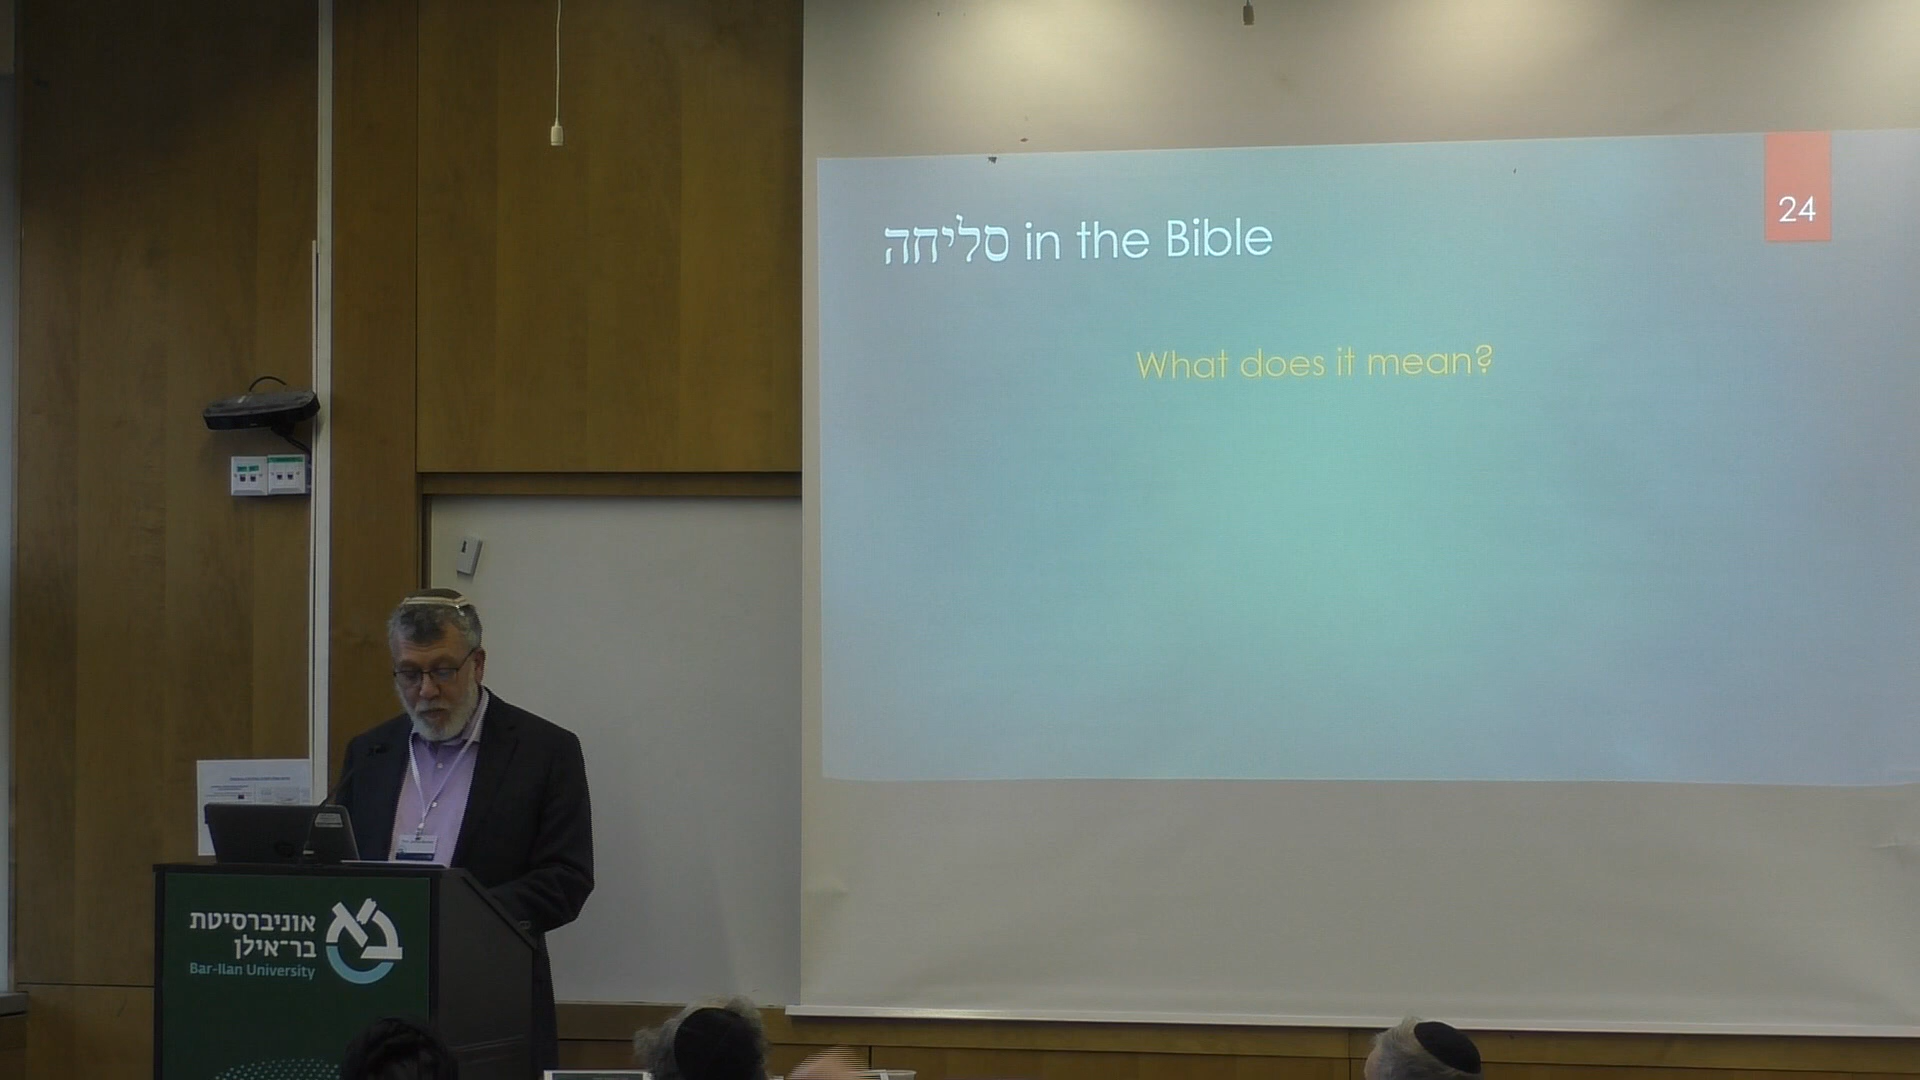 סליחה in the Bible
24
What does it mean?
אוניברסיטת
בר־אילן
Bar-Ilan University